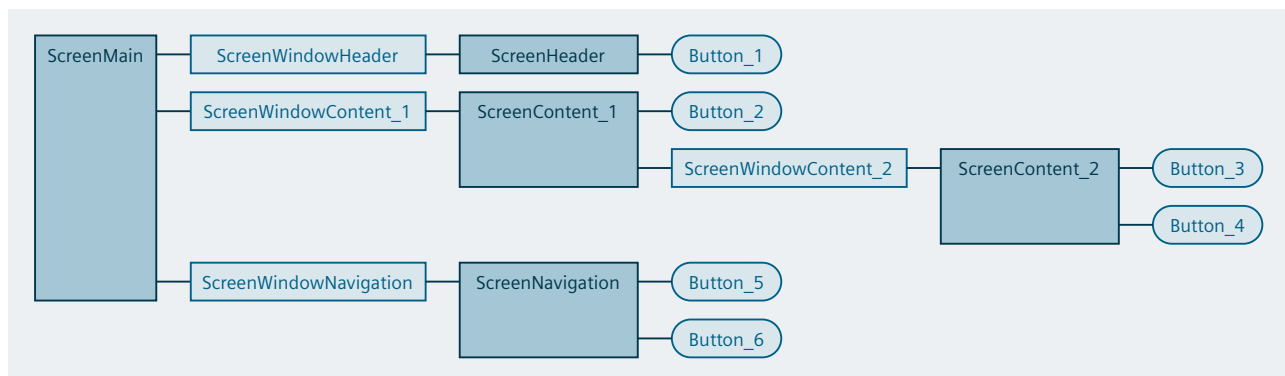 ScreenMain
ScreenWindowHeader
ScreenHeader
Button_1
ScreenWindowContent_1
ScreenContent_1
Button_2
ScreenWindowContent_2
ScreenContent_2
Button_3
Button_4
ScreenWindowNavigation
ScreenNavigation
Button_5
Button_6